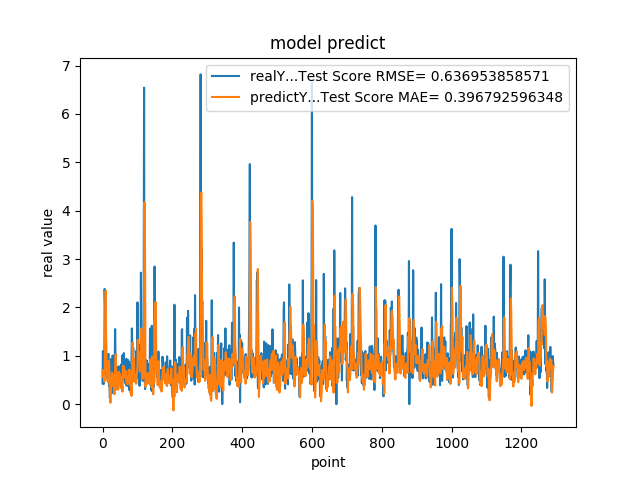 model predict
realY...Test Score RMSE= 0.636953858571
predictY...Test Score MAE= 0.396792596348
7
6
5
4
3
2
1
0
real value
0 200 400 600 800 1000 1200
point